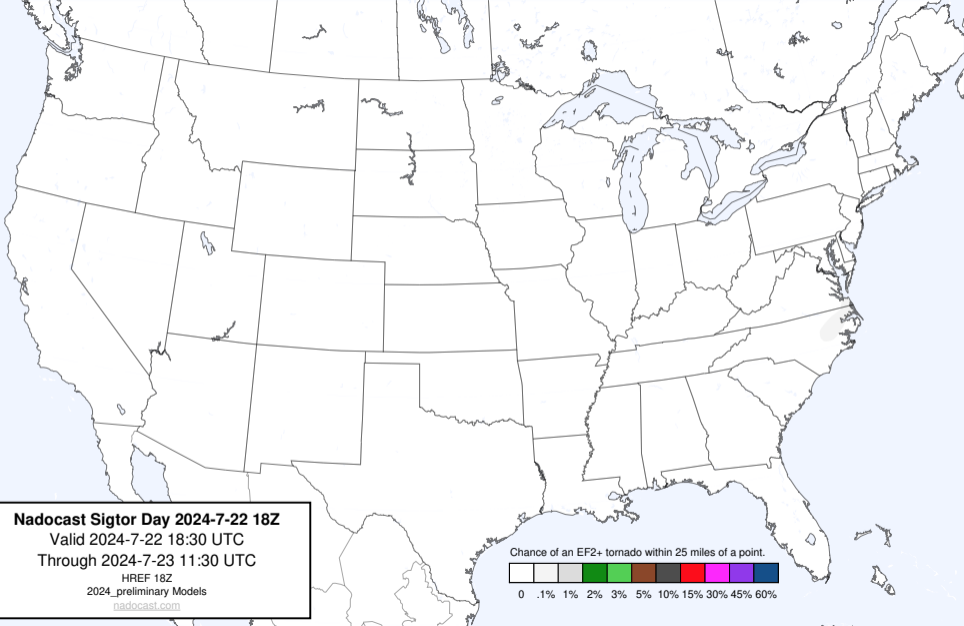 Nadocast Sigtor Day 2024-7-22 18Z
Valid 2024-7-22 18:30 UTC
Through 2024-7-23 11:30 UTC
HREF 18Z
2024_preliminary Models
nadocast.com
Chance of an EF2+ tornado within 25 miles of a point.
0 .1% 1% 2% 3% 5% 10% 15% 30% 45% 60%